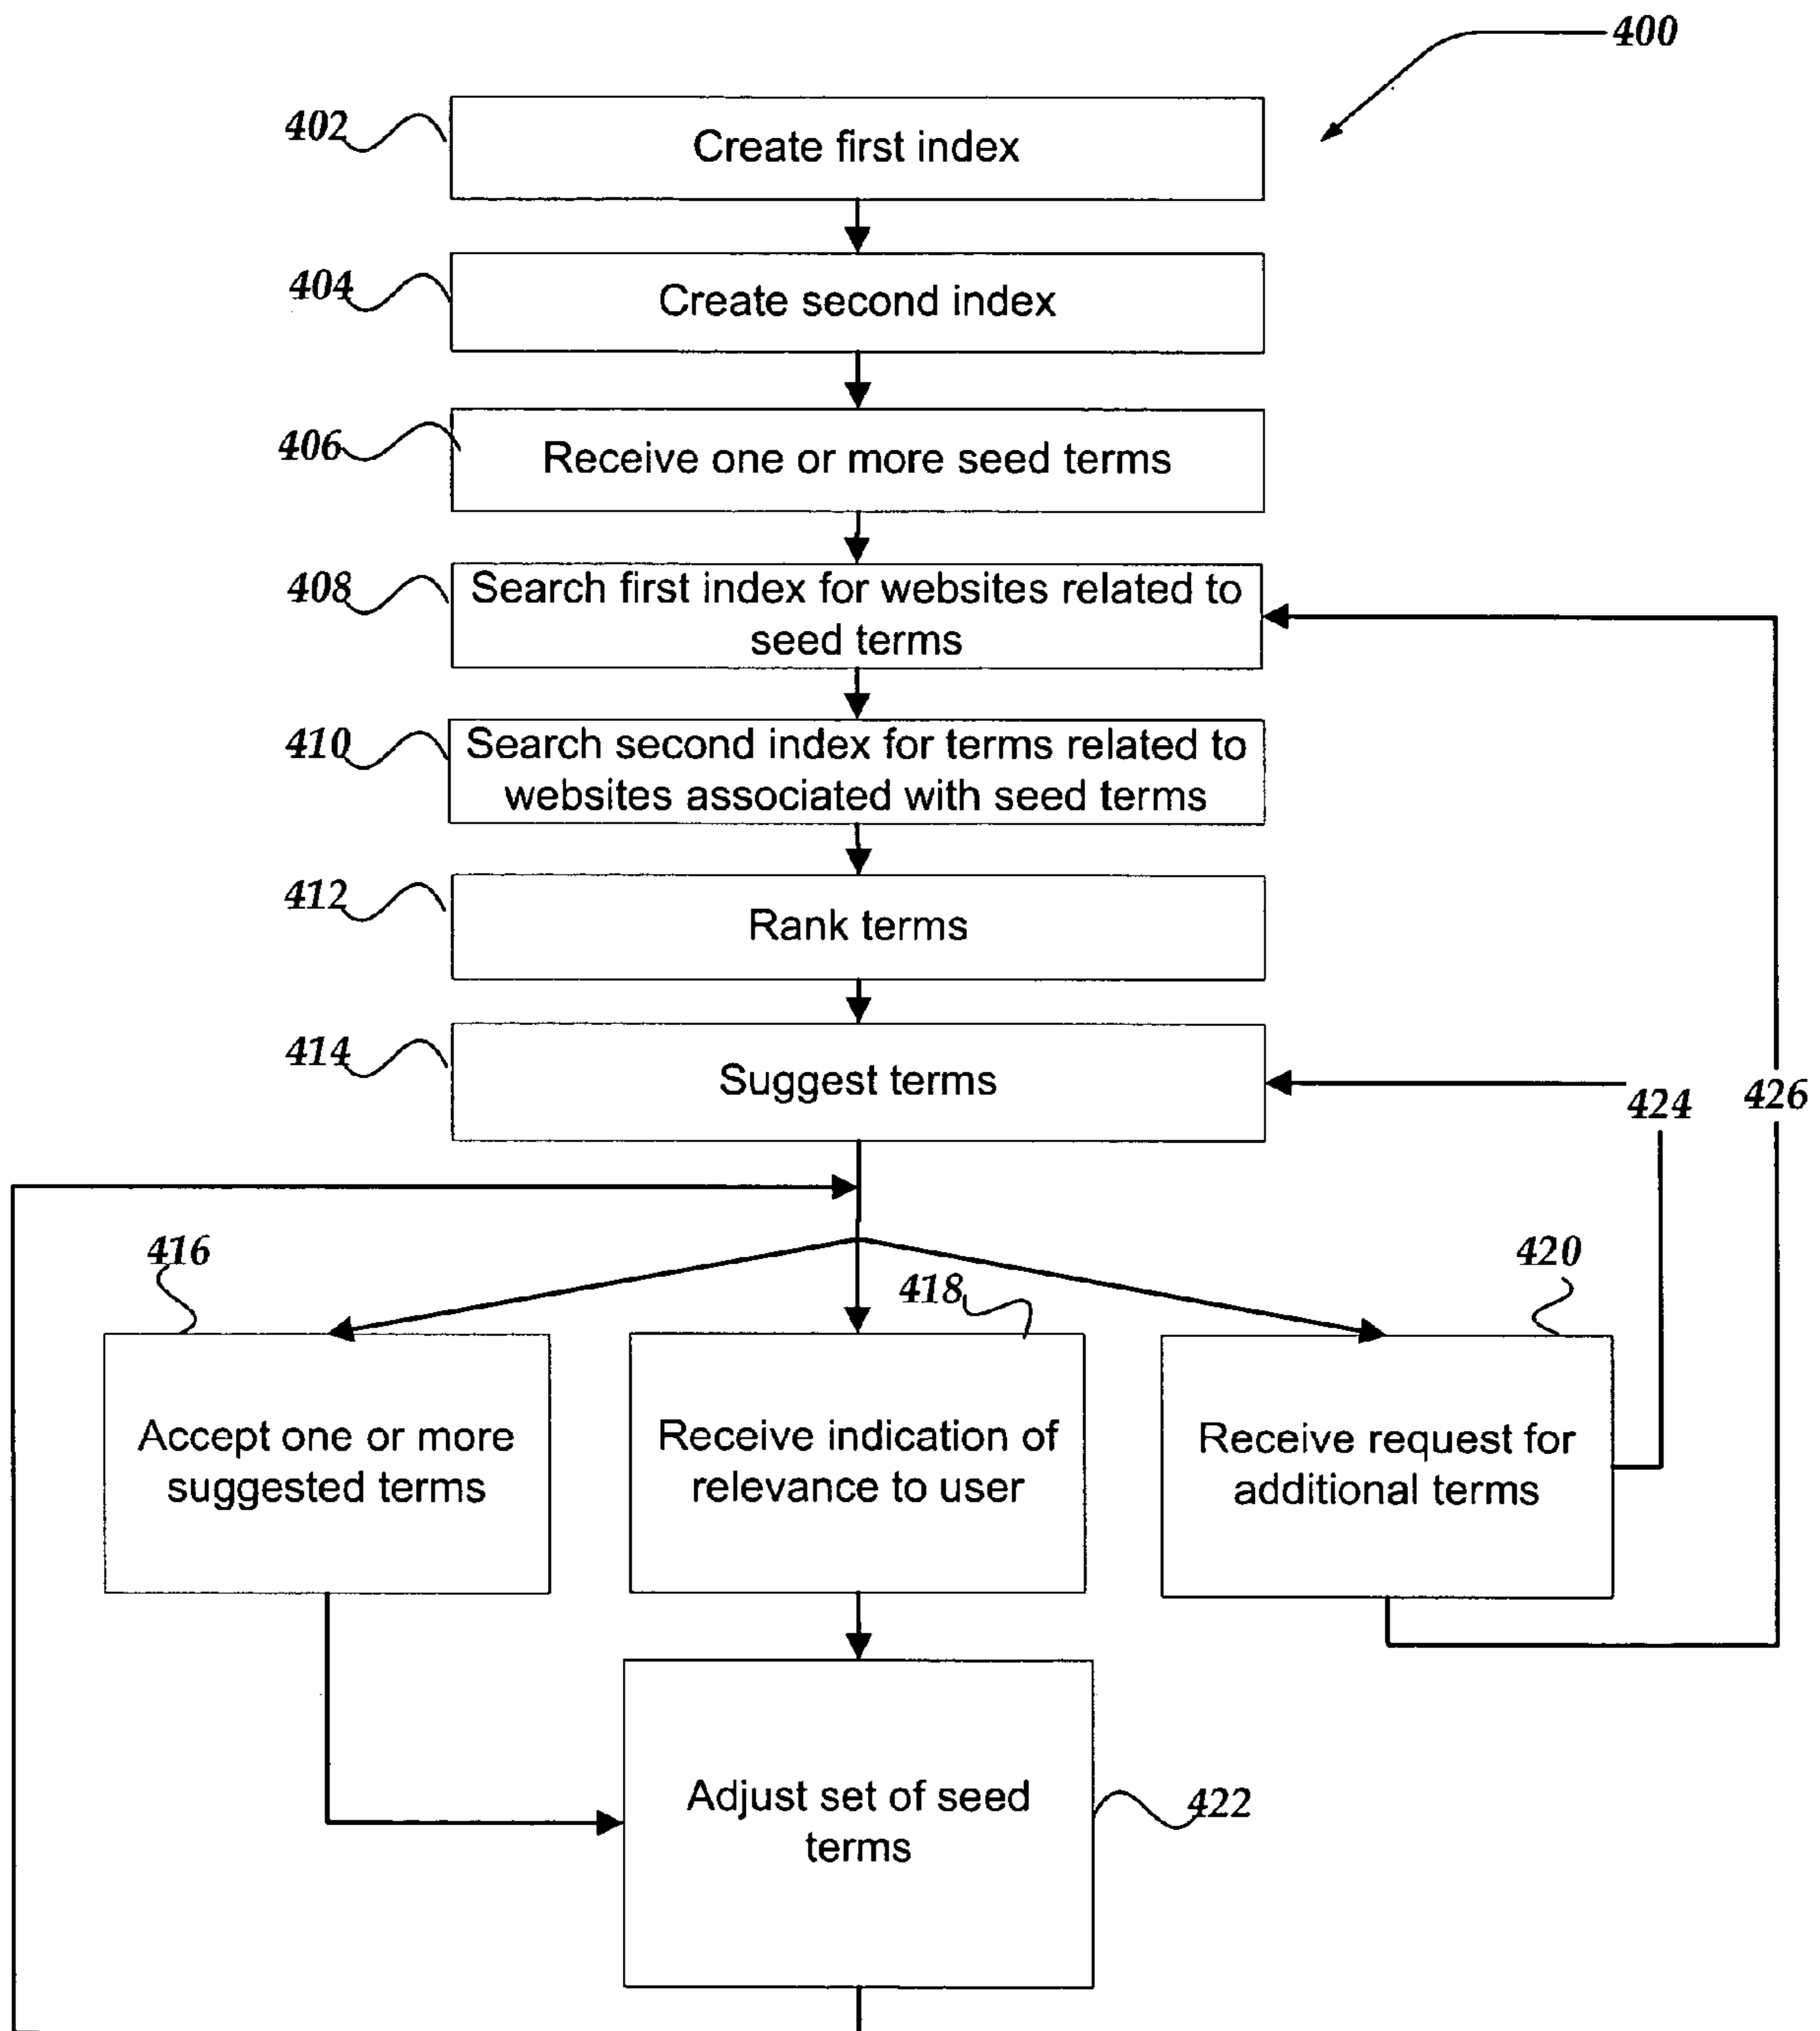 400
402
Create first index
404
Create second index
406
Receive one or more seed terms
408
Search first index for websites related to
seed terms
410
Search second index for terms related to
websites associated with seed terms
412
Rank terms
414
Suggest terms
424
426
416
418
420
Accept one or more
suggested terms
Receive indication of
relevance to user
Receive request for
additional terms
Adjust set of seed
terms
422